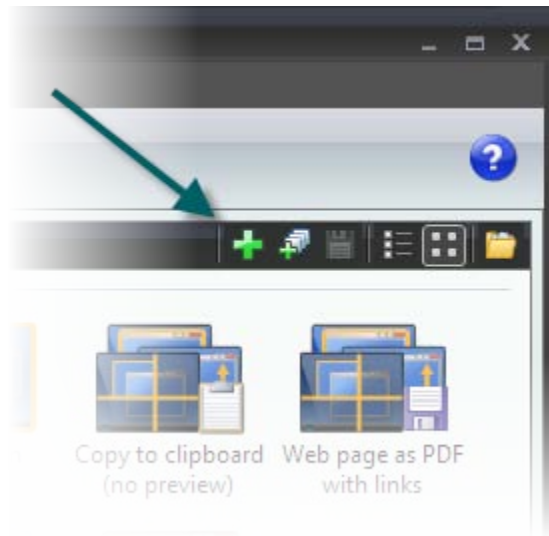 ?
Copy to clipboard
(no preview)
Web page as PDF
with links